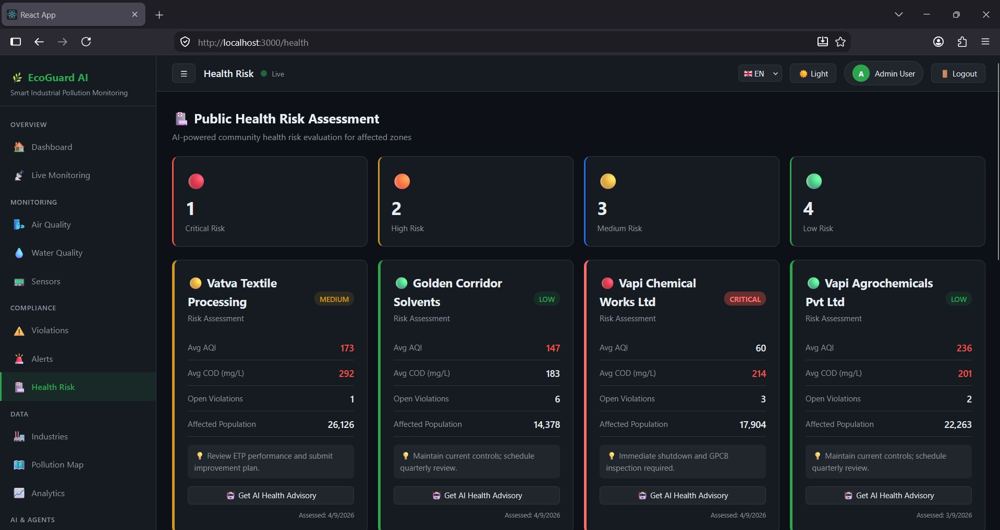 React App
http://localhost:3000/health
EcoGuard AI
Smart Industrial Pollution Monitoring
OVERVIEW
Dashboard
Live Monitoring
MONITORING
Air Quality
Water Quality
Sensors
COMPLIANCE
Violations
Alerts
Health Risk
DATA
Industries
Pollution Map
Analytics
AI & AGENTS
Health Risk Live
EN
Light
A Admin User
Logout
Public Health Risk Assessment
AI-powered community health risk evaluation for affected zones
1
Critical Risk
2
High Risk
3
Medium Risk
4
Low Risk
Vatva Textile
Processing
MEDIUM
Risk Assessment
Avg AQI 173
Avg COD (mg/L) 292
Open Violations 1
Affected Population 26,126
Review ETP performance and submit
improvement plan.
Get AI Health Advisory
Assessed: 4/9/2026
Golden Corridor
Solvents
LOW
Risk Assessment
Avg AQI 147
Avg COD (mg/L) 183
Open Violations 6
Affected Population 14,378
Maintain current controls; schedule
quarterly review.
Get AI Health Advisory
Assessed: 4/9/2026
Vapi Chemical
Works Ltd
CRITICAL
Risk Assessment
Avg AQI 60
Avg COD (mg/L) 214
Open Violations 3
Affected Population 17,904
Immediate shutdown and GPCB
inspection required.
Get AI Health Advisory
Assessed: 4/9/2026
Vapi Agrochemicals
Pvt Ltd
LOW
Risk Assessment
Avg AQI 236
Avg COD (mg/L) 201
Open Violations 2
Affected Population 22,263
Maintain current controls; schedule
quarterly review.
Get AI Health Advisory
Assessed: 3/9/2026